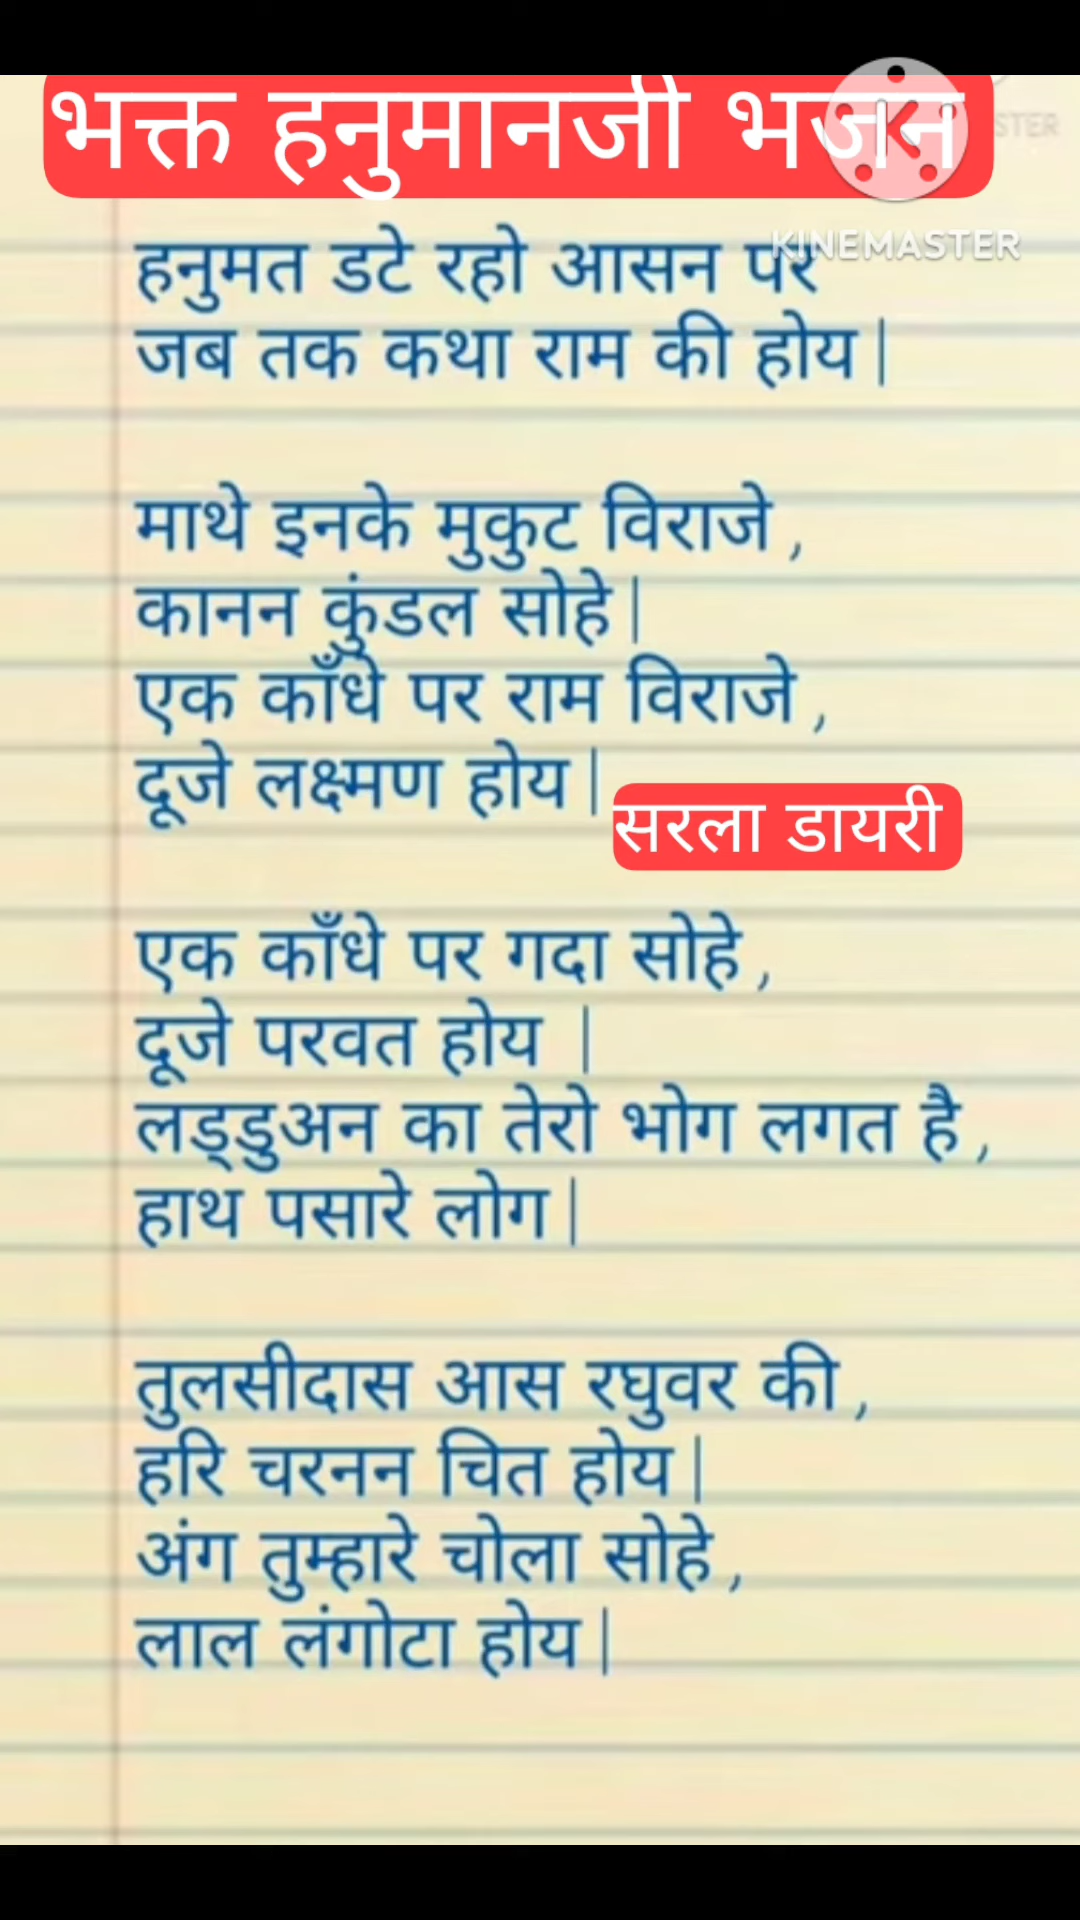 भक्त हनुमानजी भजन
KINEMASTER
हनुमत डटे रहो आसन पर
जब तक कथा राम की होय|
माथे इनके मुकुट विराजे,
कानन कुंडल सोहे|
एक काँधे पर राम विराजे,
दूजे लक्ष्मण होय|
सरला डायरी
एक काँधे पर गदा सोहे,
दूजे परवत होय |
लड्डुअन का तेरो भोग लगत है,
हाथ पसारे लोग|
तुलसीदास आस रघुवर की,
हरि चरनन चित होय|
अंग तुम्हारे चोला सोहे,
लाल लंगोटा होय|